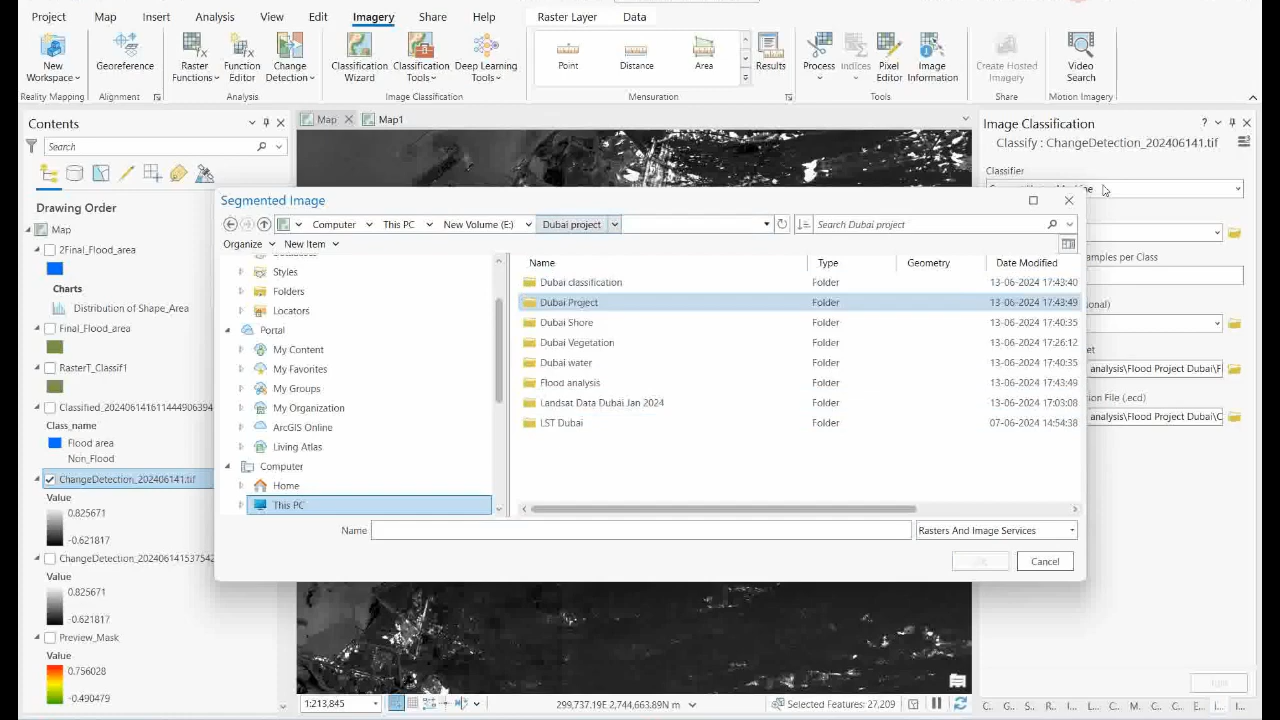 Project Map Insert Analysis View Edit Imagery Share Help Raster Layer Data
New Workspace
Georeference
Raster Functions
Function Editor
Change Detection
Classification Wizard
Classification Tools
Deep Learning Tools
Point
Distance
Area
Results
Process
Indices
Pixel Editor
Image Information
Create Hosted Imagery
Video Search
Reality Mapping
Alignment
Analysis
Image Classification
Mensuration
Tools
Share
Motion Imagery
Contents
Search
Drawing Order
Map
2Final_Flood_area
Charts
Distribution of Shape_Area
Final_Flood_area
RasterT_Classif1
Classified_202406141611444906394
Class_name
Flood area
Non_Flood
ChangeDetection_202406141.tif
Value
0.825671
-0.621817
ChangeDetection_202406141537542
Value
0.825671
-0.621817
Preview_Mask
0.756028
-0.490479
Map
Map1
Segmented Image
Computer This PC New Volume (E:) Dubai project
Search Dubai project
Organize New Item
Styles
Folders
Locators
Portal
My Content
My Favorites
My Groups
My Organization
ArcGIS Online
Living Atlas
Computer
Home
This PC
Name Type Geometry Date Modified
Dubai classification Folder 13-06-2024 17:43:40
Dubai Project Folder 13-06-2024 17:43:49
Dubai Shore Folder 13-06-2024 17:40:35
Dubai Vegetation Folder 13-06-2024 17:26:12
Dubai water Folder 13-06-2024 17:40:35
Flood analysis Folder 13-06-2024 17:43:49
Landsat Data Dubai Jan 2024 Folder 13-06-2024 17:03:08
LST Dubai Folder 07-06-2024 14:54:38
Name
Rasters And Image Services
Cancel
Image Classification
Classify : ChangeDetection_202406141.tif
Classifier
amples per Class
onal)
et
analysis\Flood Project Dubai\F
ion File (.ecd)
analysis\Flood Project Dubai\C
1:213,845
299,737.19E 2,744,663.89N m
Selected Features: 27,209
C... G... S... R... I... L... C... M... C... C... E... I... I...